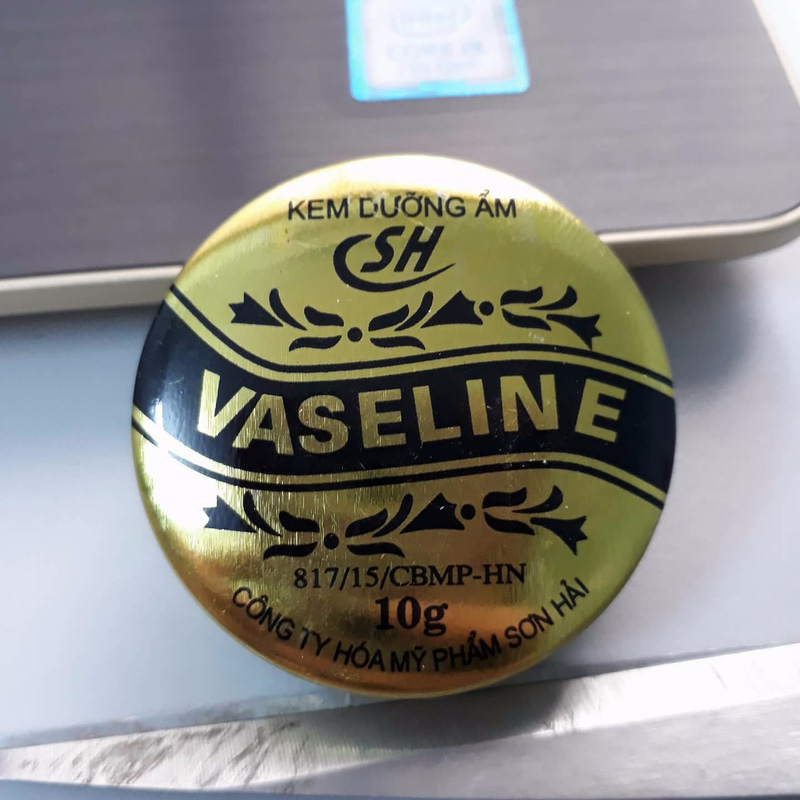 KEM DƯỠNG ẨM
SH
VASELINE
817/15/CBMP-HN
10g
CÔNG TY HÓA MỸ PHẨM SƠN HẢI